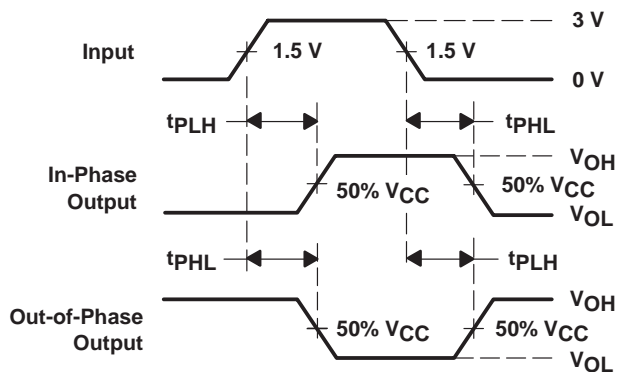 3 V
Input
1.5 V
1.5 V
0 V
tPLH
tPHL
VOH
In-Phase
Output
50% VCC
50% VCC
VOL
tPHL
tPLH
VOH
Out-of-Phase
Output
50% VCC
50% VCC
VOL